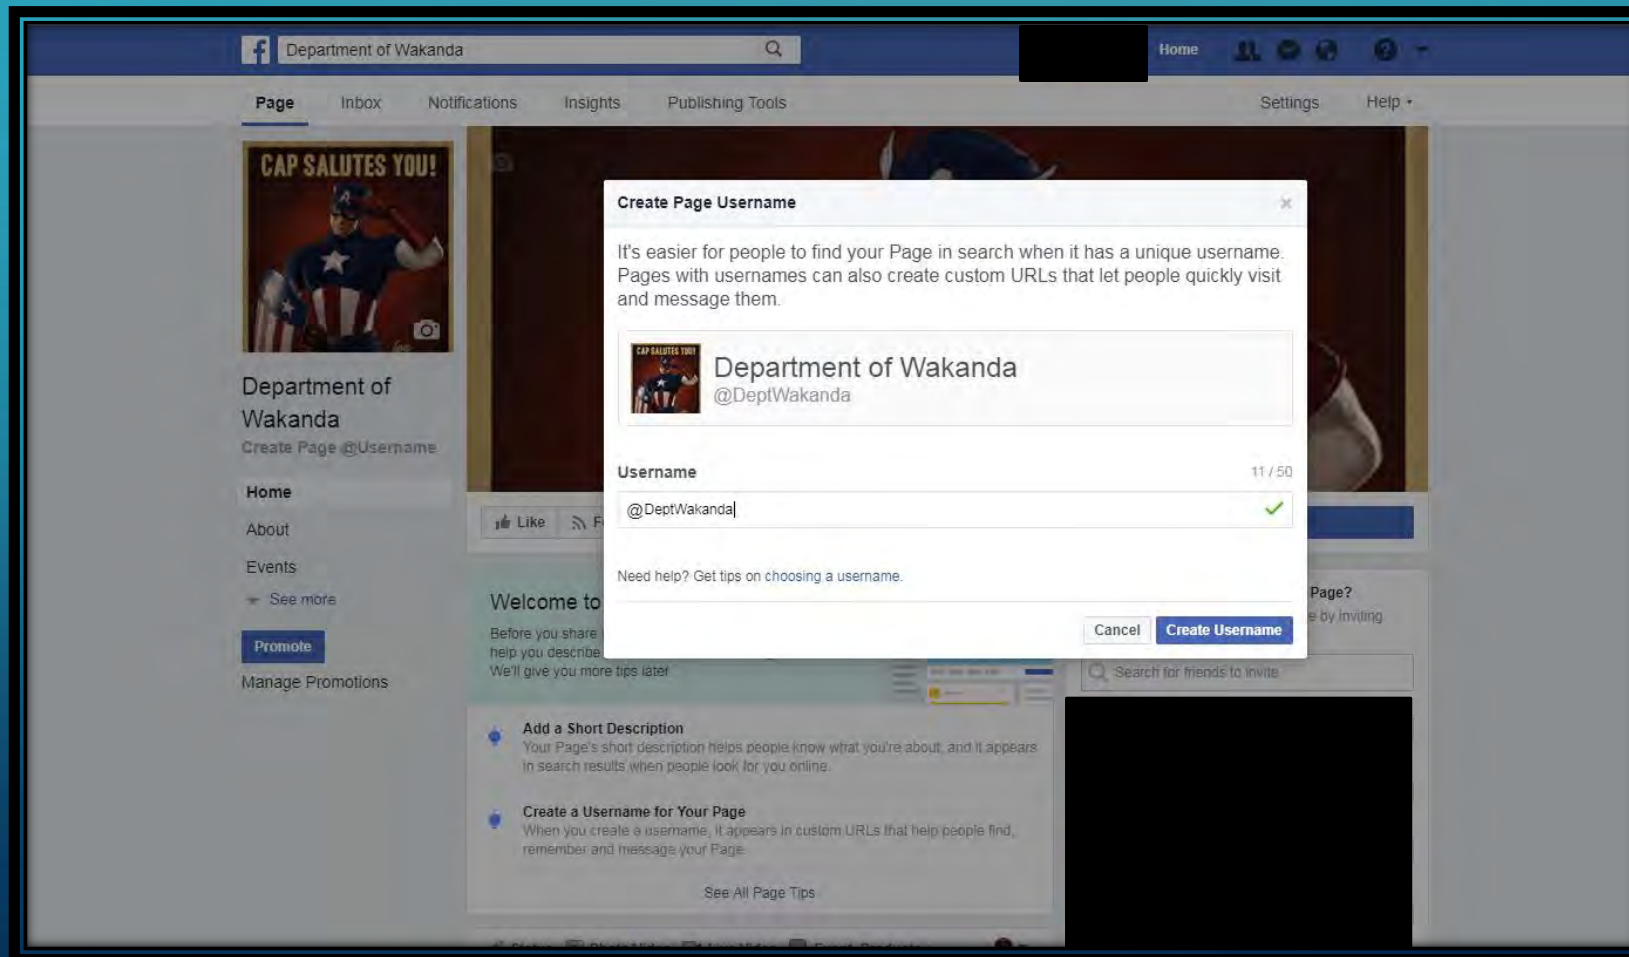 Department of Wakanda
Home
Page Inbox Notifications Insights Publishing Tools Settings Help
CAP SALUTES YOU!
Department of
Wakanda
Create Page @Username
Home
About
Events
See more
Promote
Manage Promotions
Create Page Username
It's easier for people to find your Page in search when it has a unique username.
Pages with usernames can also create custom URLs that let people quickly visit
and message them.
CAP SALUTES YOU!
Department of Wakanda
@DeptWakanda
Username 11 / 50
@DeptWakanda
Need help? Get tips on choosing a username.
Cancel Create Username
Like
Welcome to
Before you share
help you describe
We'll give you more tips later
Page?
by inviting
Search for friends to invite
Add a Short Description
Your Page's short description helps people know what you're about, and it appears
in search results when people look for you online.
Create a Username for Your Page
When you create a username, it appears in custom URLs that help people find,
remember and message your Page.
See All Page Tips